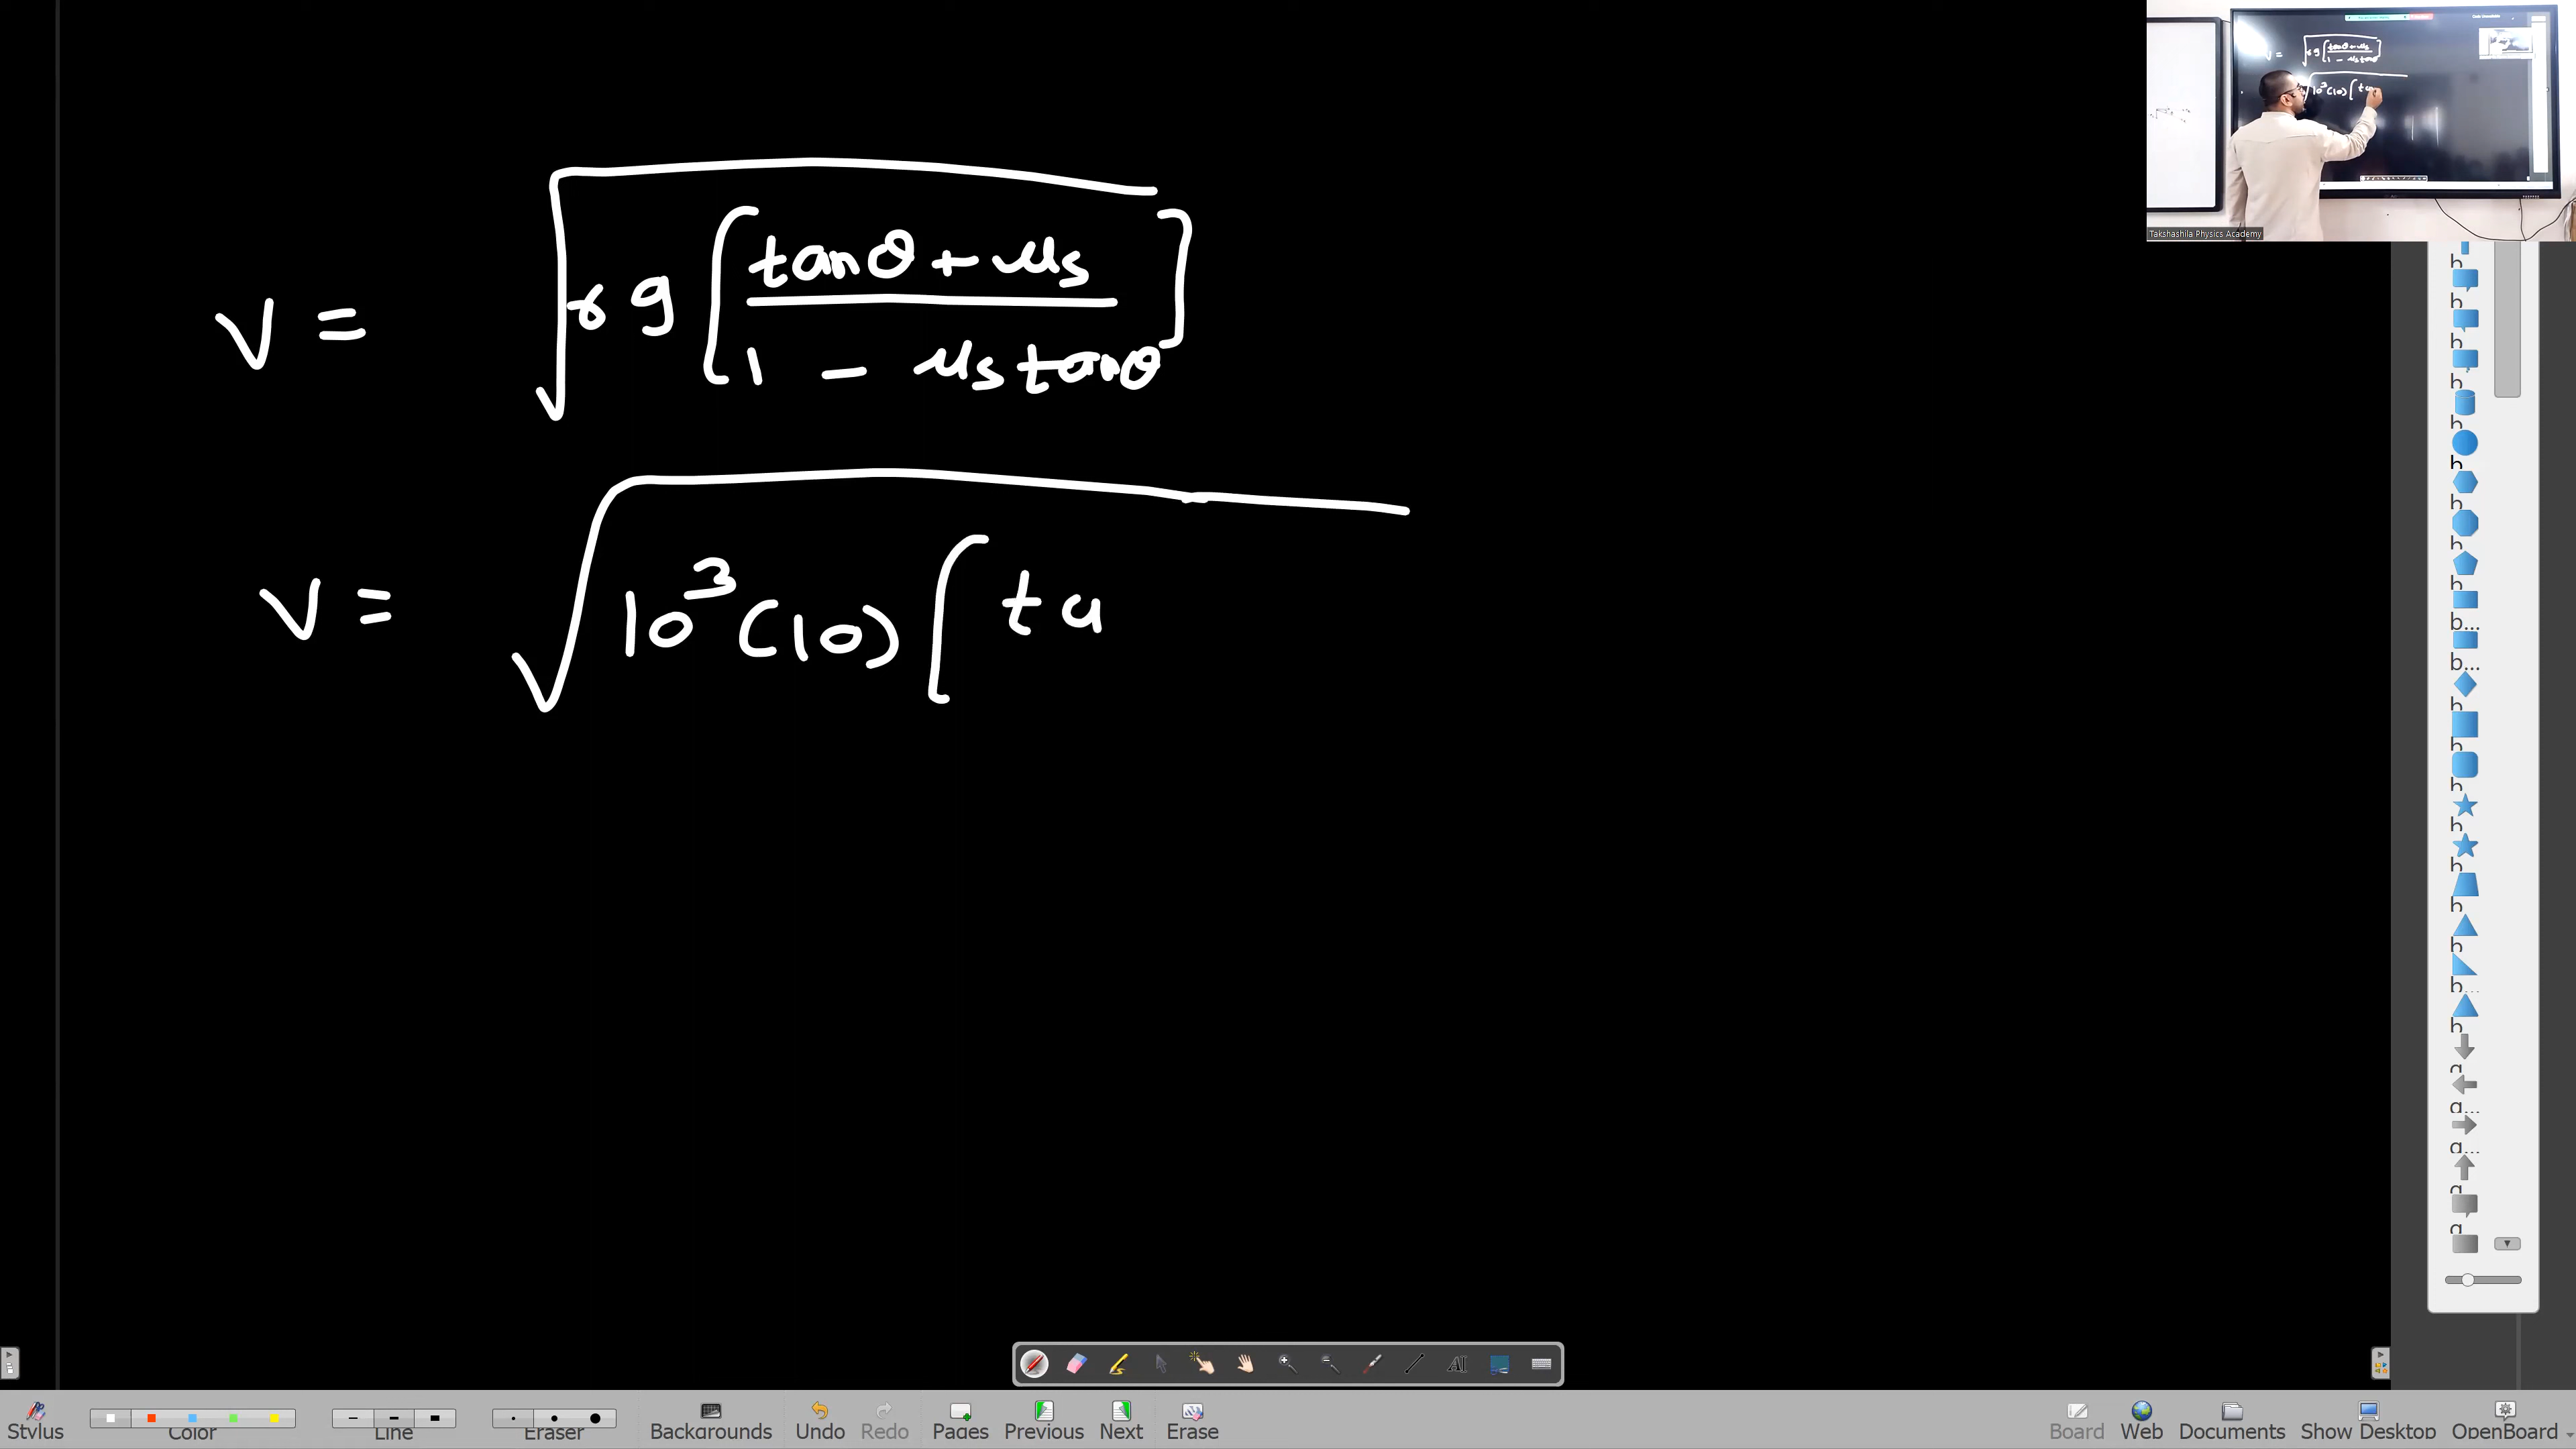 V = √rg[tanθ + μs / 1 - μs tanθ]
V = √10³(10)[ta
Takshashila Physics Academy
b
b
b
b
b
b
b
b
b
b...
b...
b
b
b
b
b
b
b
b
b...
b
a
a...
a...
a
a
Stylus Color Line Eraser Backgrounds Undo Redo Pages Previous Next Erase Board Web Documents Show Desktop OpenBoard